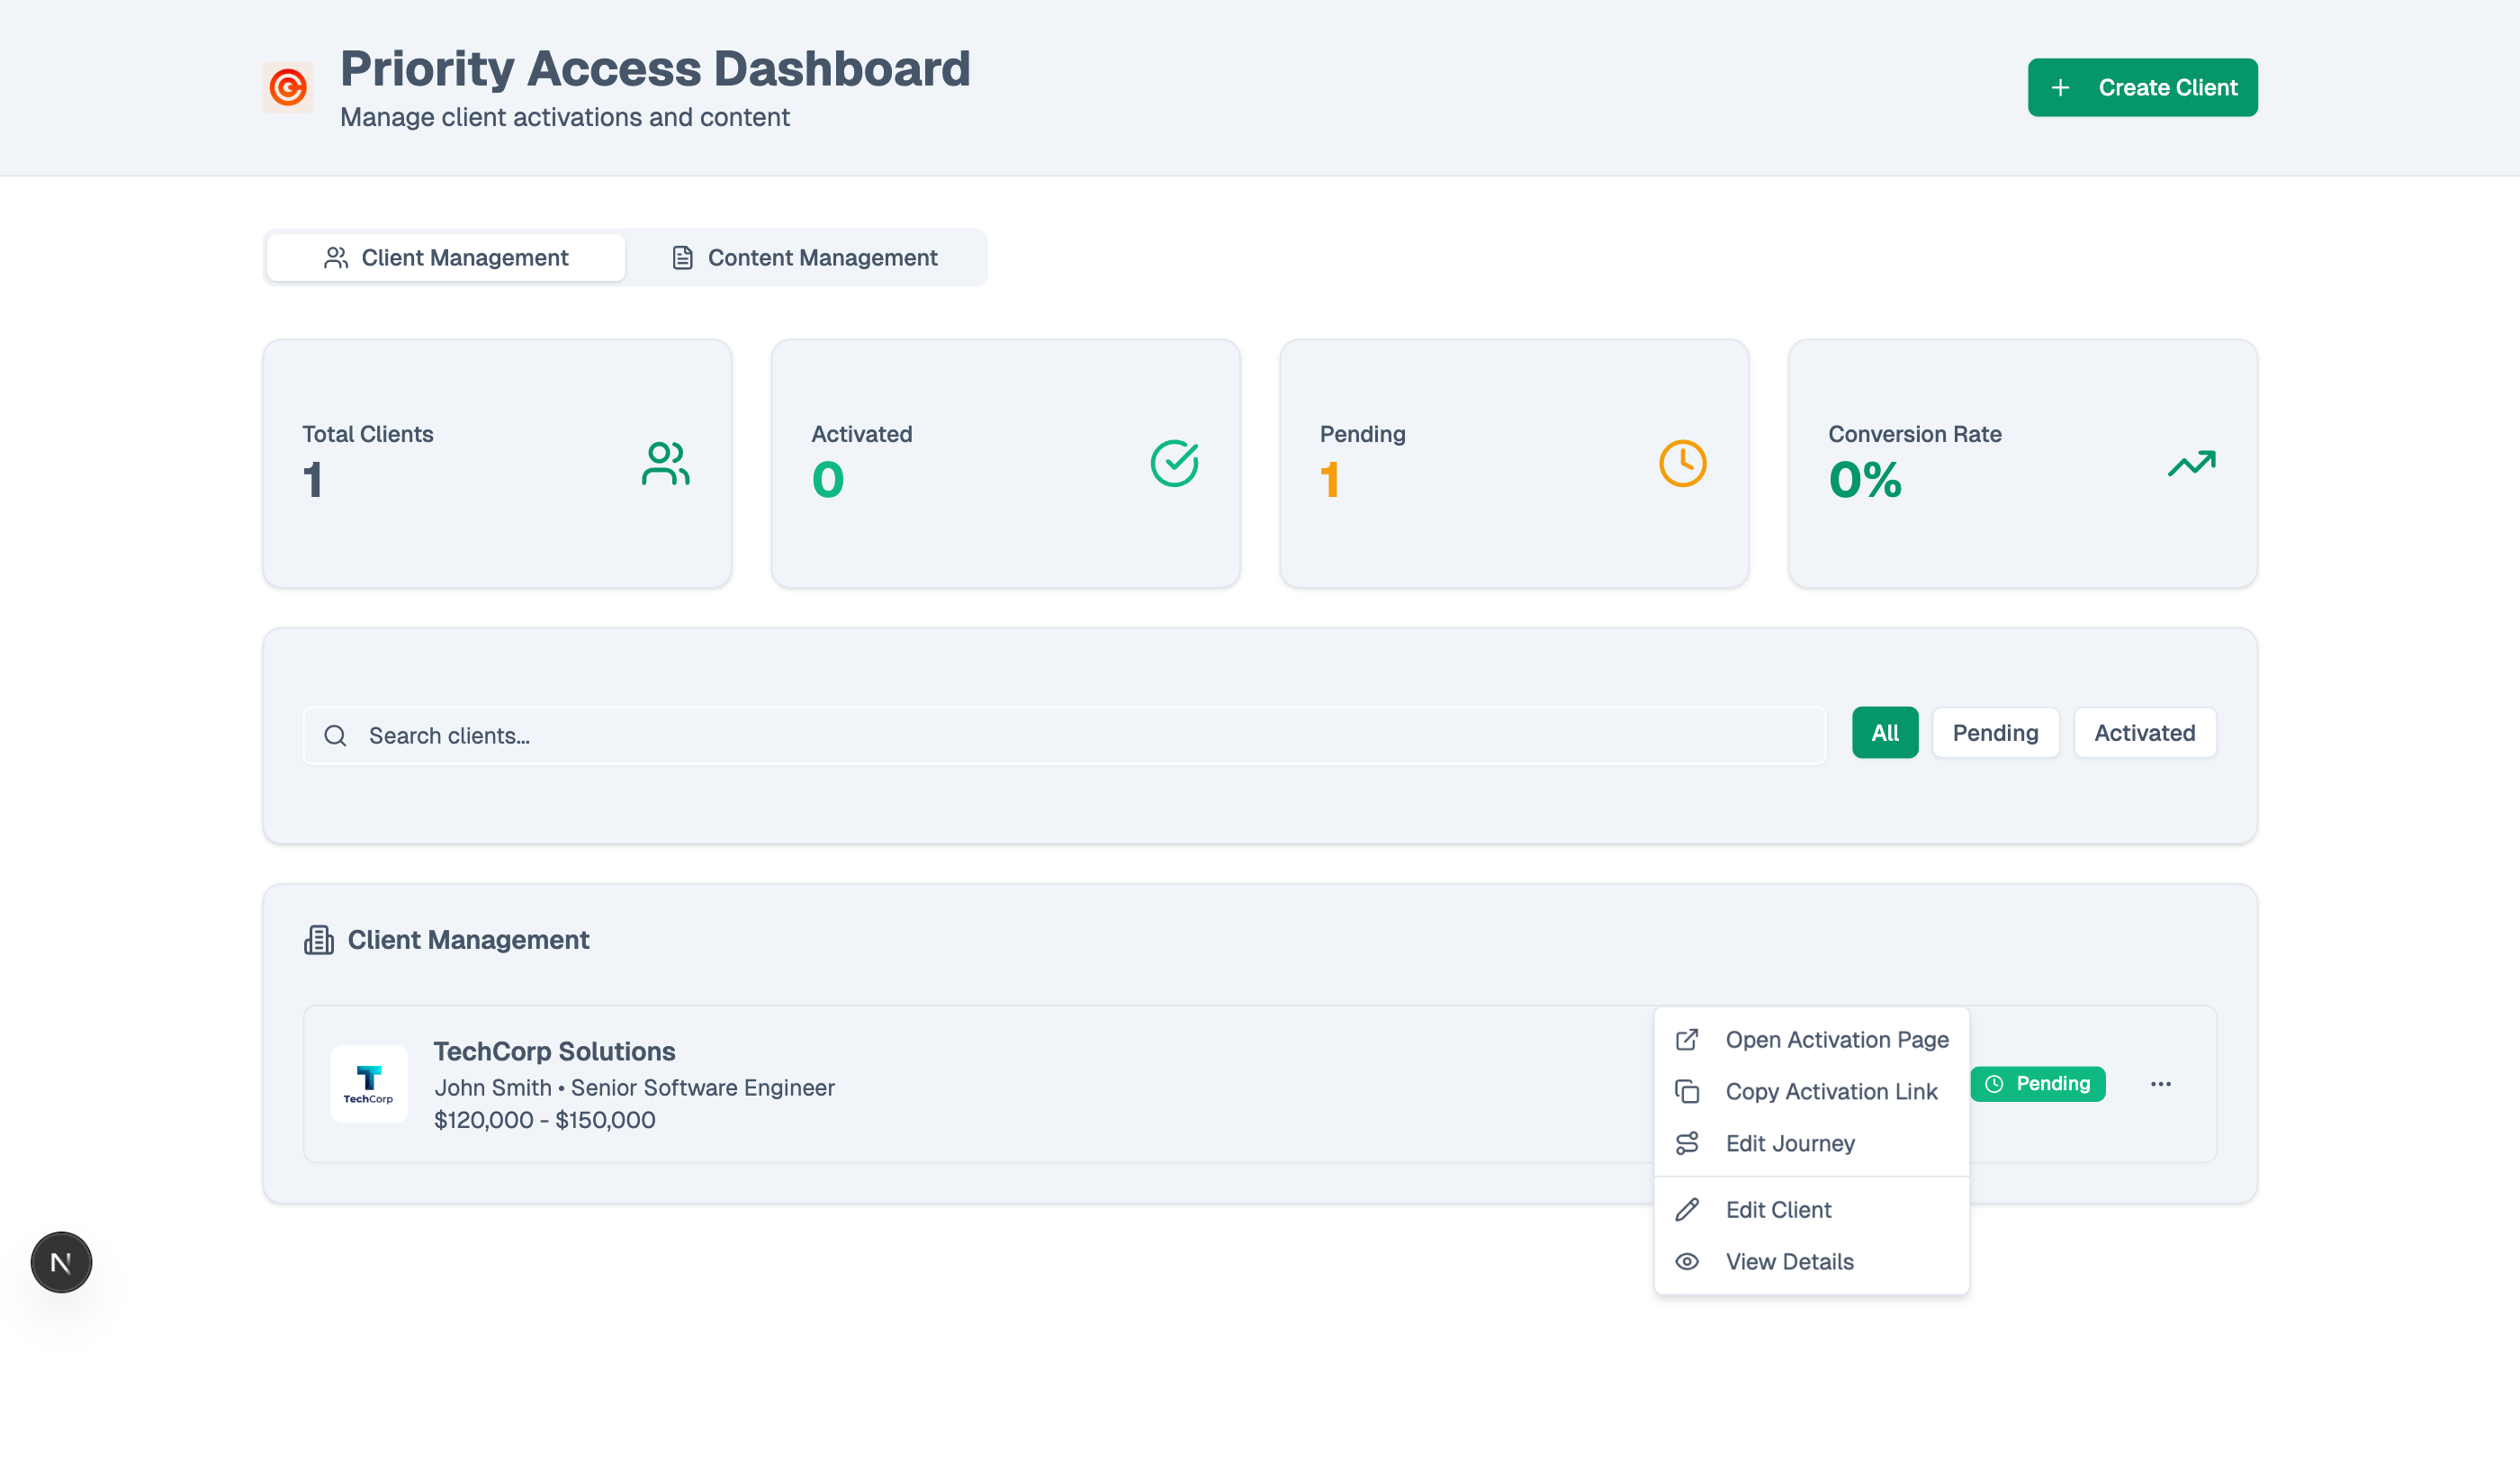 Priority Access Dashboard
Manage client activations and content
Create Client
Client Management
Content Management
Total Clients
1
Activated
0
Pending
1
Conversion Rate
0%
Search clients...
All
Pending
Activated
Client Management
TechCorp
TechCorp Solutions
John Smith • Senior Software Engineer
$120,000 - $150,000
Pending
Open Activation Page
Copy Activation Link
Edit Journey
Edit Client
View Details
N